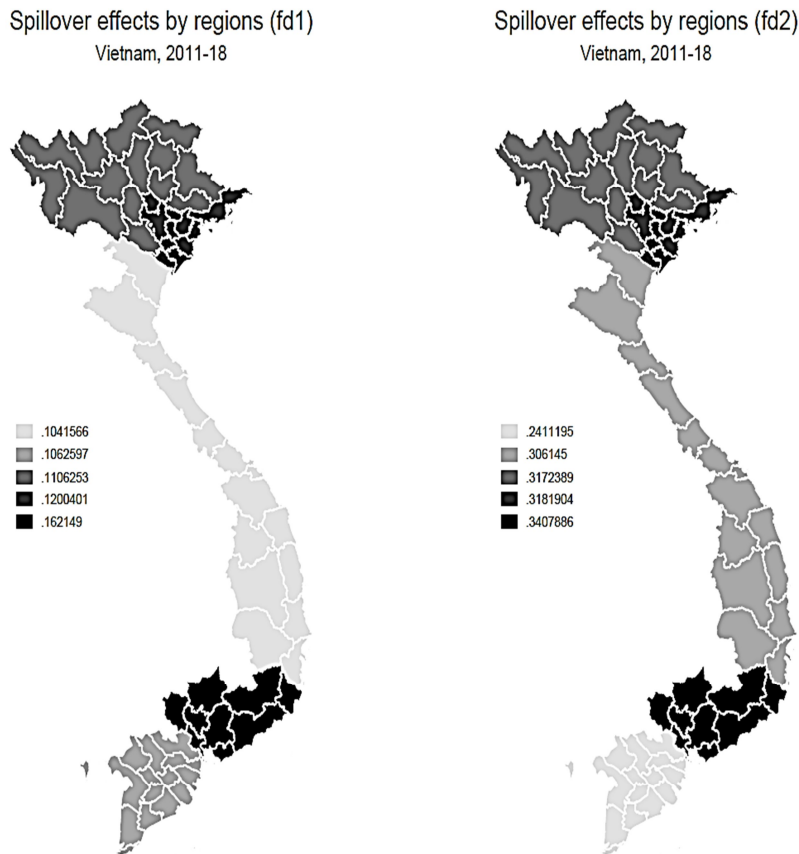 Spillover effects by regions (fd1)
Vietnam, 2011-18
.1041566
.1062597
.1106253
.1200401
.162149
Spillover effects by regions (fd2)
Vietnam, 2011-18
.2411195
.306145
.3172389
.3181904
.3407886